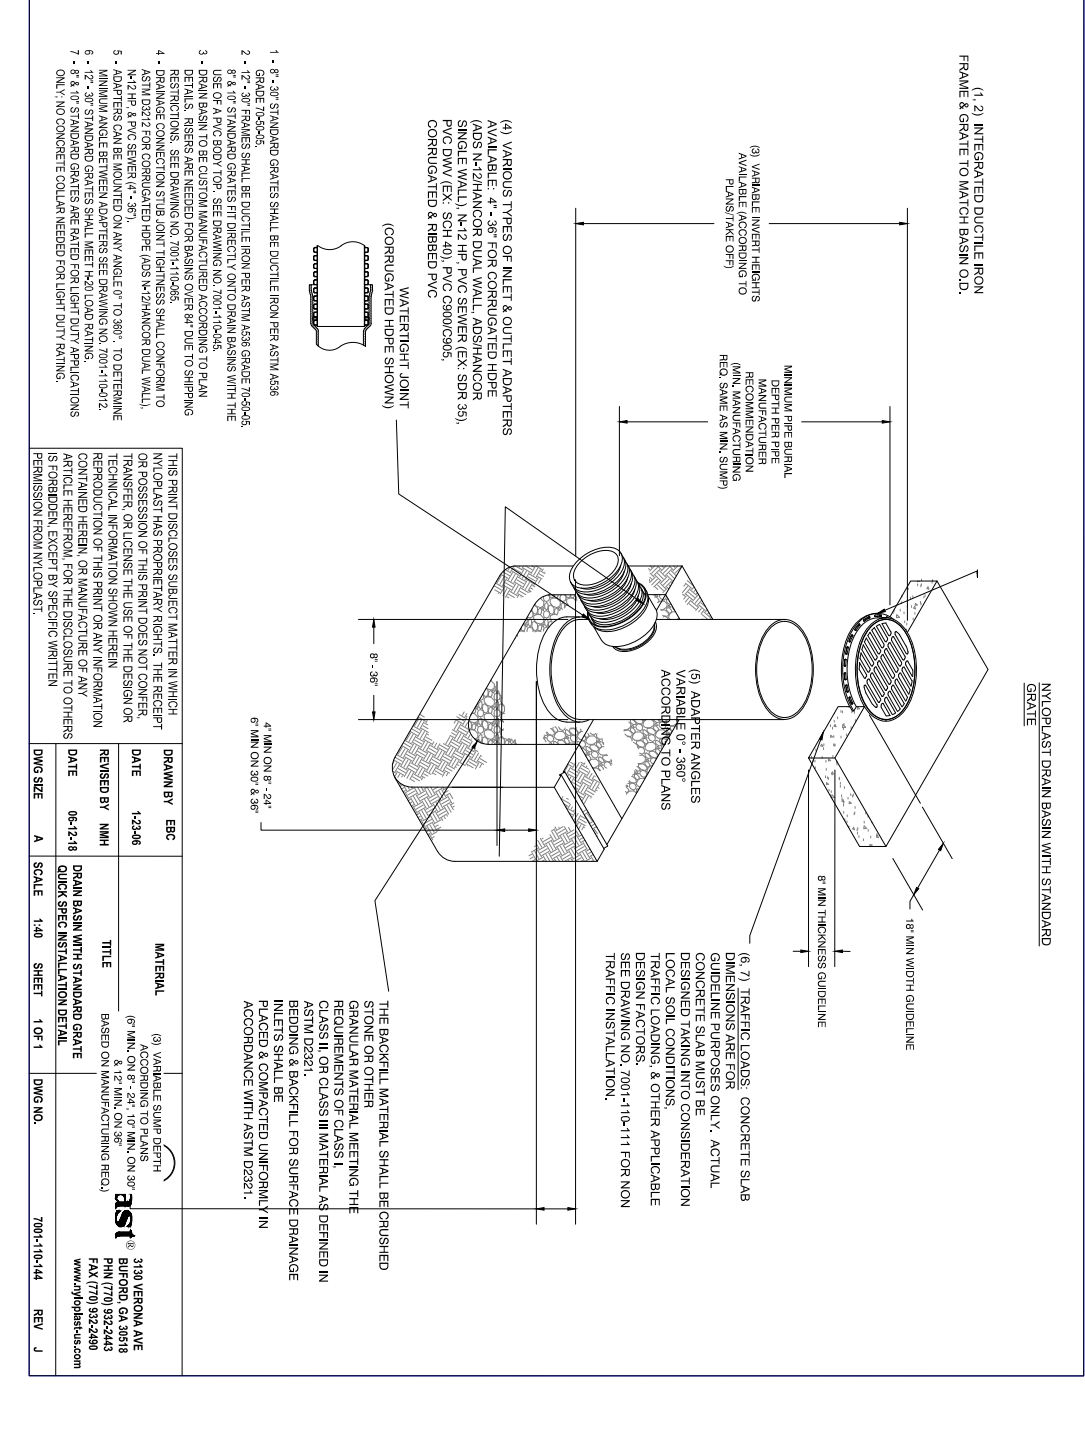 NYLOPLAST DRAIN BASIN WITH STANDARD
GRATE
(1, 2) INTEGRATED DUCTILE IRON
FRAME & GRATE TO MATCH BASIN O.D.
18" MIN WIDTH GUIDELINE
8" MIN THICKNESS GUIDELINE
(3) VARIABLE INVERT HEIGHTS
AVAILABLE (ACCORDING TO
PLANS/TAKE OFF)
MINIMUM PIPE BURIAL
DEPTH PER PIPE
MANUFACTURER
RECOMMENDATION
(MIN. MANUFACTURING
REQ. SAME AS MIN. SUMP)
(6, 7) TRAFFIC LOADS: CONCRETE SLAB
DIMENSIONS ARE FOR
GUIDELINE PURPOSES ONLY. ACTUAL
CONCRETE SLAB MUST BE
DESIGNED TAKING INTO CONSIDERATION
LOCAL SOIL CONDITIONS,
TRAFFIC LOADING, & OTHER APPLICABLE
DESIGN FACTORS.
SEE DRAWING NO. 7001-110-111 FOR NON
TRAFFIC INSTALLATION.
(5) ADAPTER ANGLES
VARIABLE 0° - 360°
ACCORDING TO PLANS
(4) VARIOUS TYPES OF INLET & OUTLET ADAPTERS
AVAILABLE: 4" - 36" FOR CORRUGATED HDPE
(ADS N-12/HANCOR DUAL WALL, ADS/HANCOR
SINGLE WALL), N-12 HP, PVC SEWER (EX: SDR 35),
PVC DWV (EX: SCH 40), PVC C900/C905,
CORRUGATED & RIBBED PVC
WATERTIGHT JOINT
(CORRUGATED HDPE SHOWN)
8" - 36"
4" MIN ON 8" - 24"
6" MIN ON 30" & 36"
THE BACKFILL MATERIAL SHALL BE CRUSHED
STONE OR OTHER
GRANULAR MATERIAL MEETING THE
REQUIREMENTS OF CLASS I,
CLASS II, OR CLASS III MATERIAL AS DEFINED IN
ASTM D2321.
BEDDING & BACKFILL FOR SURFACE DRAINAGE
INLETS SHALL BE
PLACED & COMPACTED UNIFORMLY IN
ACCORDANCE WITH ASTM D2321.
1 - 8" - 30" STANDARD GRATES SHALL BE DUCTILE IRON PER ASTM A536
GRADE 70-50-05.
2 - 12" - 30" FRAMES SHALL BE DUCTILE IRON PER ASTM A536 GRADE 70-50-05.
8" & 10" STANDARD GRATES FIT DIRECTLY ONTO DRAIN BASINS WITH THE
USE OF A PVC BODY TOP. SEE DRAWING NO. 7001-110-045.
3 - DRAIN BASIN TO BE CUSTOM MANUFACTURED ACCORDING TO PLAN
DETAILS. RISERS ARE NEEDED FOR BASINS OVER 84" DUE TO SHIPPING
RESTRICTIONS. SEE DRAWING NO. 7001-110-065.
4 - DRAINAGE CONNECTION STUB JOINT TIGHTNESS SHALL CONFORM TO
ASTM D3212 FOR CORRUGATED HDPE (ADS N-12/HANCOR DUAL WALL),
N-12 HP, & PVC SEWER (4" - 36").
5 - ADAPTERS CAN BE MOUNTED ON ANY ANGLE 0° TO 360°. TO DETERMINE
MINIMUM ANGLE BETWEEN ADAPTERS SEE DRAWING NO. 7001-110-012.
6 - 12" - 30" STANDARD GRATES SHALL MEET H-20 LOAD RATING.
7 - 8" & 10" STANDARD GRATES ARE RATED FOR LIGHT DUTY APPLICATIONS
ONLY; NO CONCRETE COLLAR NEEDED FOR LIGHT DUTY RATING.
THIS PRINT DISCLOSES SUBJECT MATTER IN WHICH
NYLOPLAST HAS PROPRIETARY RIGHTS. THE RECEIPT
OR POSSESSION OF THIS PRINT DOES NOT CONFER,
TRANSFER, OR LICENSE THE USE OF THE DESIGN OR
TECHNICAL INFORMATION SHOWN HEREIN
REPRODUCTION OF THIS PRINT OR ANY INFORMATION
CONTAINED HEREIN, OR MANUFACTURE OF ANY
ARTICLE HEREFROM, FOR THE DISCLOSURE TO OTHERS
IS FORBIDDEN, EXCEPT BY SPECIFIC WRITTEN
PERMISSION FROM NYLOPLAST.
DRAWN BY EBC
DATE 1-23-06
REVISED BY NMH
DATE 06-12-18
DWG SIZE A
MATERIAL
TITLE
DRAIN BASIN WITH STANDARD GRATE
QUICK SPEC INSTALLATION DETAIL
SCALE 1:40 SHEET 1 OF 1
(3) VARIABLE SUMP DEPTH
ACCORDING TO PLANS
(6" MIN. ON 8" - 24", 10" MIN. ON 30"
& 12" MIN. ON 36"
BASED ON MANUFACTURING REQ.)
ast®
3130 VERONA AVE
BUFORD, GA 30518
PHN (770) 932-2443
FAX (770) 932-2490
www.nyloplast-us.com
DWG NO. 7001-110-144 REV J